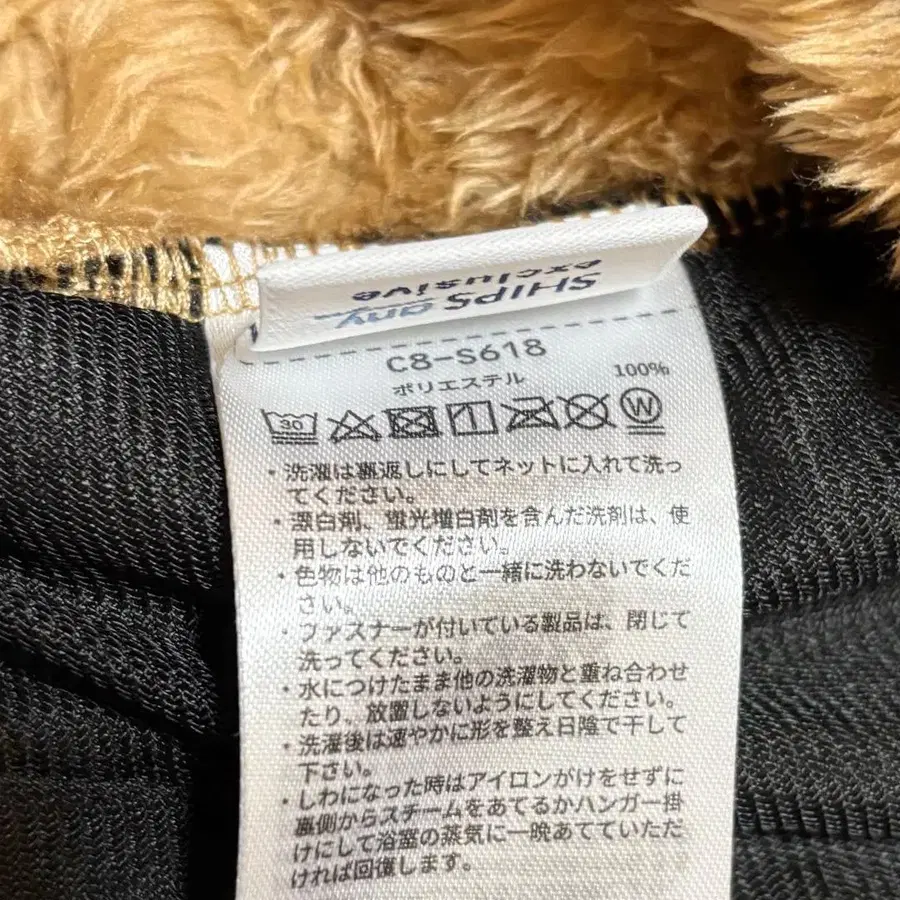 SHIPS any
exclusive
C8-S618
ポリエステル 100%
30
W
・洗濯は裏返しにしてネットに入れて洗っ
てください。
・漂白剤、蛍光増白剤を含んだ洗剤は、使
用しないでください。
・色物は他のものと一緒に洗わないでくだ
さい。
・ファスナーが付いている製品は、閉じて
洗ってください。
・水につけたまま他の洗濯物と重ね合わせ
たり、放置しないようにしてください。
・洗濯後は速やかに形を整え日陰で干して
下さい。
・しわになった時はアイロンがけをせずに
裏側からスチームをあてるかハンガー掛
けにして浴室の蒸気に一晩あてていただ
ければ回復します。